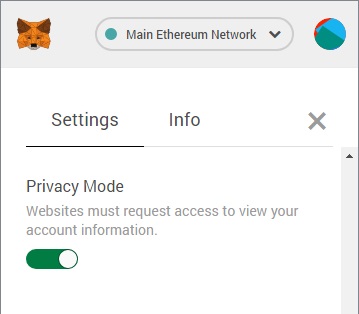 Main Ethereum Network
Settings
Info
Privacy Mode
Websites must request access to view your
account information.